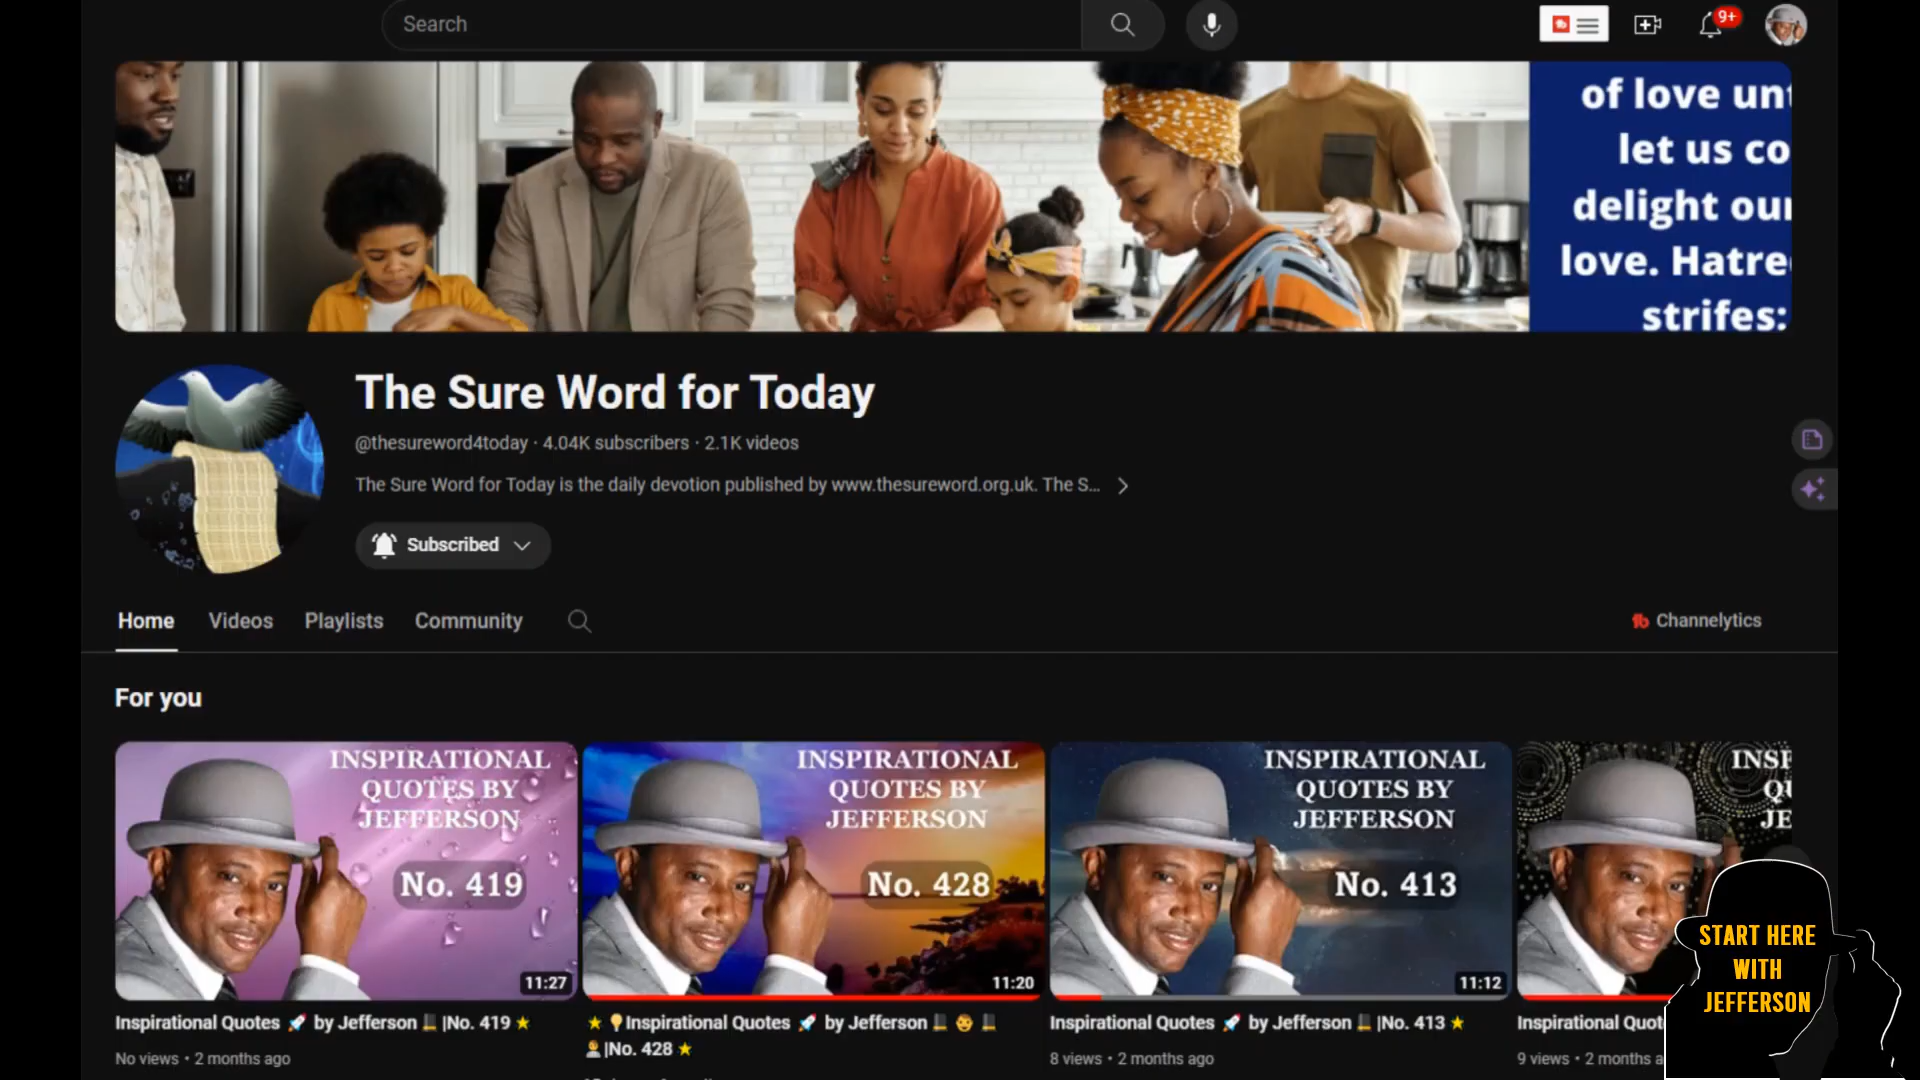 Search
9+
of love unt
let us co
delight our
love. Hatre
strifes:
The Sure Word for Today
@thesureword4today · 4.04K subscribers · 2.1K videos
The Sure Word for Today is the daily devotion published by www.thesureword.org.uk. The S...
Subscribed
Home Videos Playlists Community
Channelytics
For you
INSPIRATIONAL
QUOTES BY
JEFFERSON
No. 419
11:27
INSPIRATIONAL
QUOTES BY
JEFFERSON
No. 428
11:20
INSPIRATIONAL
QUOTES BY
JEFFERSON
No. 413
11:12
INSP
QU
JE
Inspirational Quotes 🚀 by Jefferson |No. 419 ⭐
No views • 2 months ago
⭐ 💡Inspirational Quotes 🚀 by Jefferson
|No. 428 ⭐
Inspirational Quotes 🚀 by Jefferson |No. 413 ⭐
8 views • 2 months ago
Inspirational Quot
9 views • 2 months a
START HERE
WITH
JEFFERSON